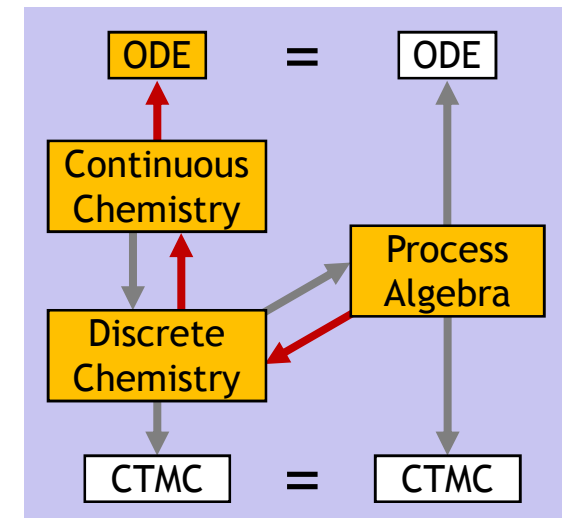 ODE = ODE
Continuous
Chemistry
Process
Algebra
Discrete
Chemistry
CTMC = CTMC